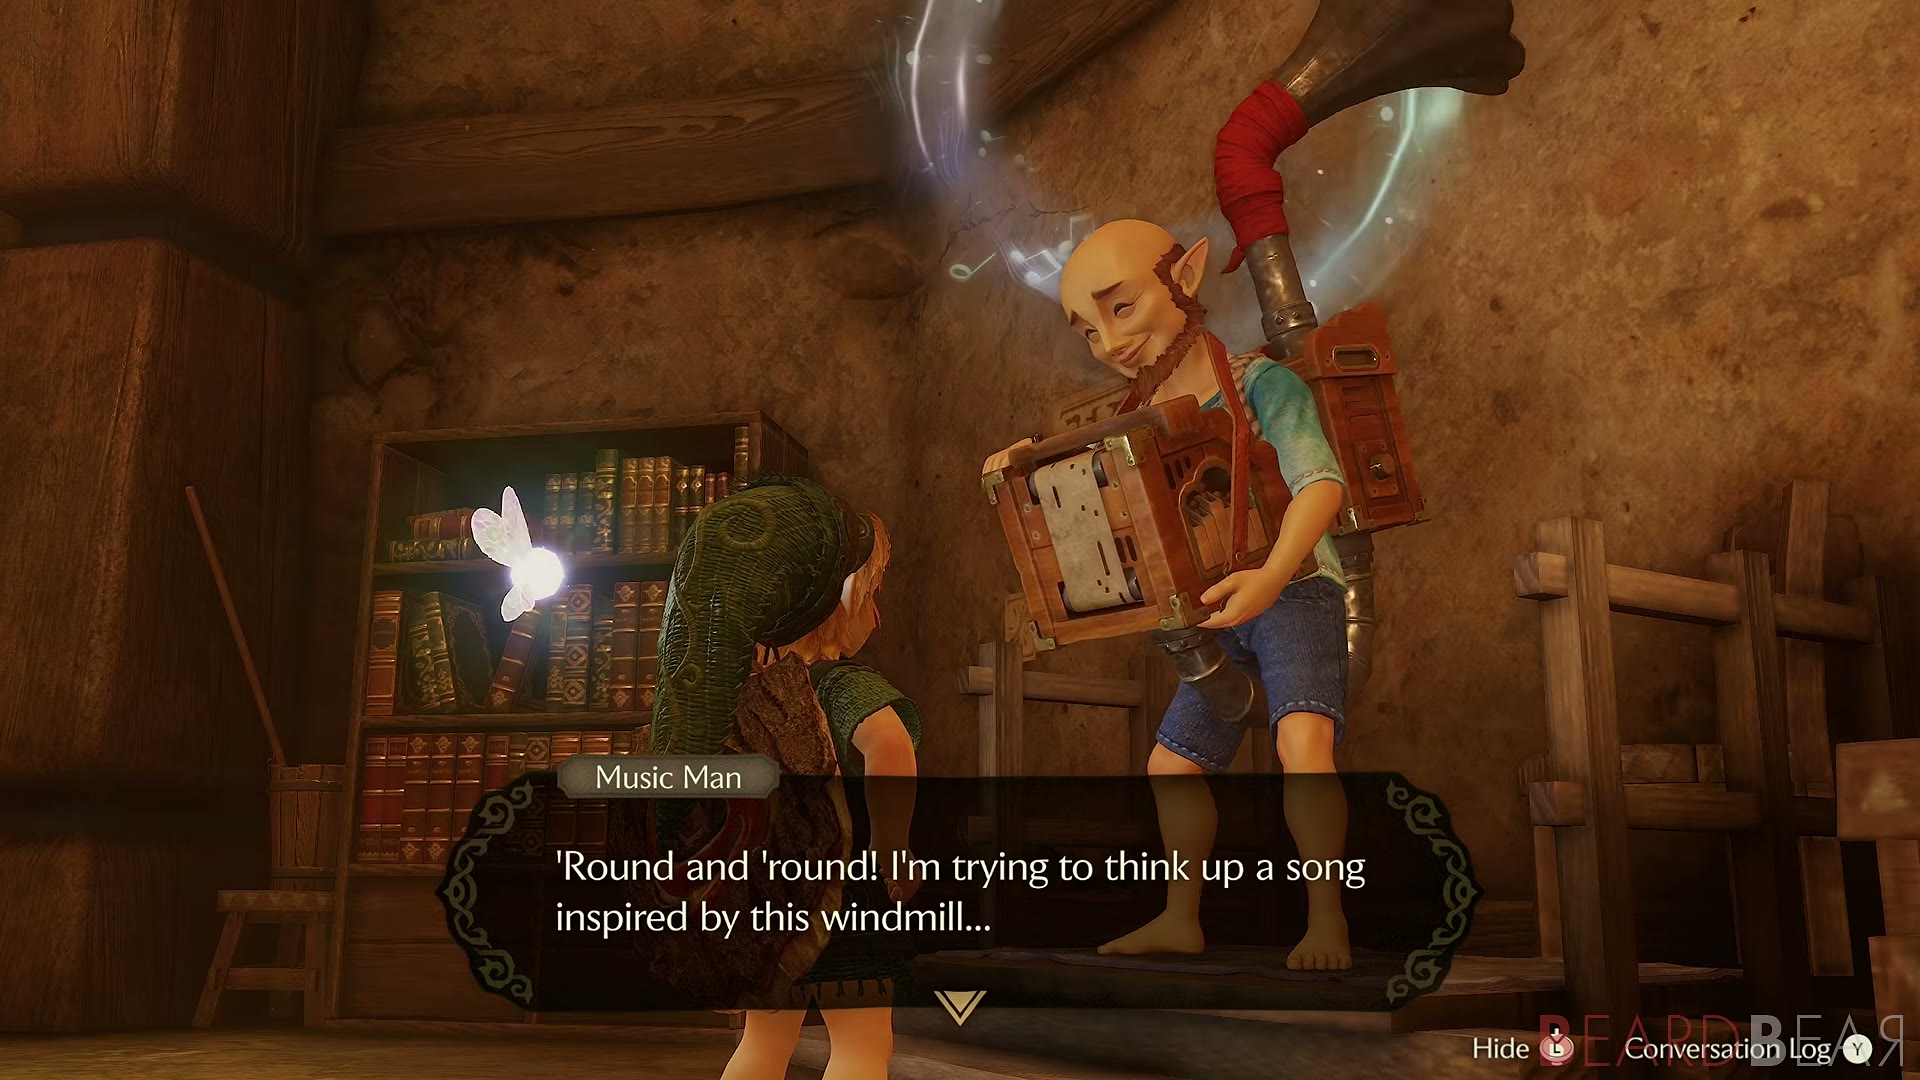 Music Man
'Round and 'round! I'm trying to think up a song
inspired by this windmill...
Hide L Conversation Log Y
BEARDBEAR